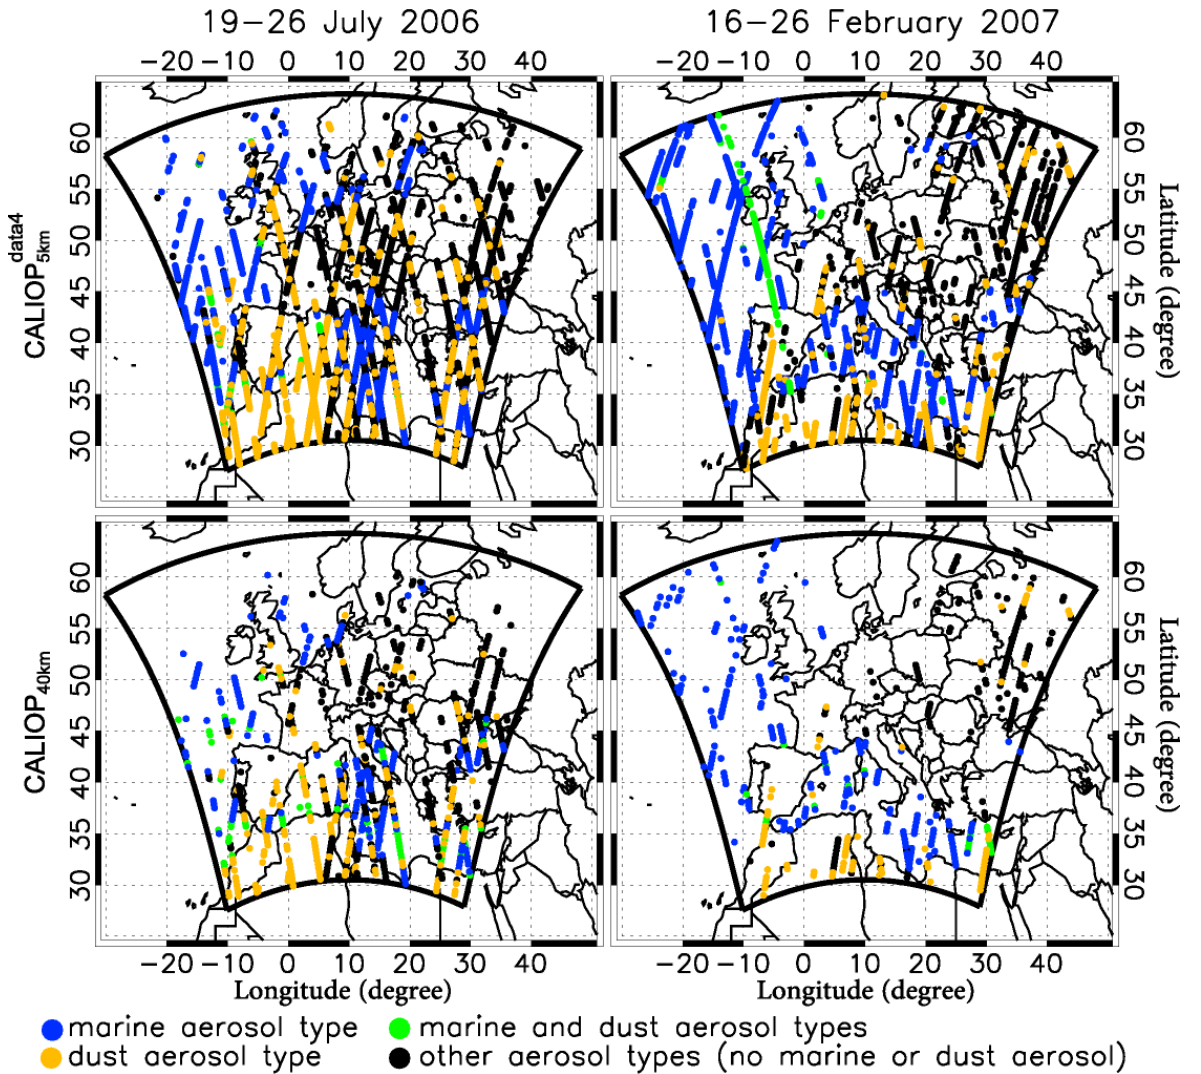 19−26 July 2006
16−26 February 2007
−20 −10 0 10 20 30 40
−20 −10 0 10 20 30 40
CALIOP5km data4
60
55
50
45
40
35
30
60
55
50
45
40
35
30
Latitude (degree)
CALIOP40km
60
55
50
45
40
35
30
60
55
50
45
40
35
30
Latitude (degree)
−20 −10 0 10 20 30 40
−20 −10 0 10 20 30 40
Longitude (degree)
Longitude (degree)
marine aerosol type
marine and dust aerosol types
dust aerosol type
other aerosol types (no marine or dust aerosol)